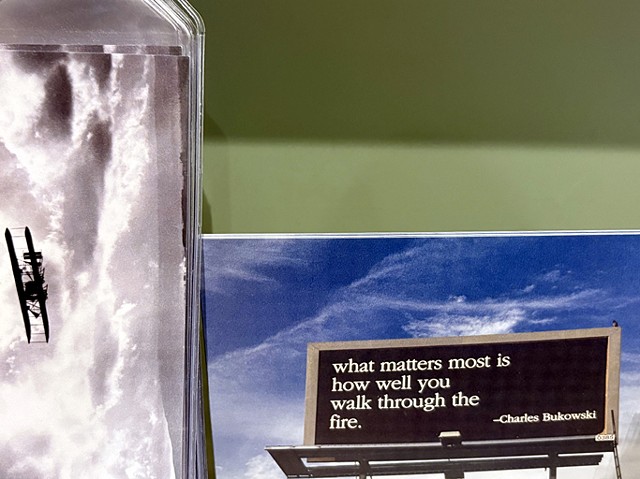 what matters most is
how well you
walk through the
fire.
–Charles Bukowski